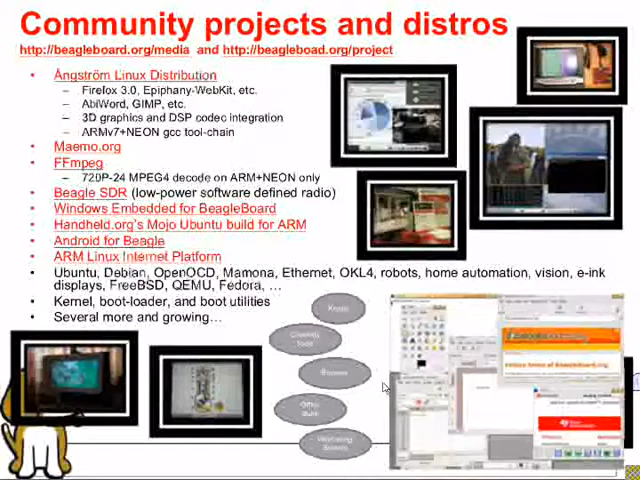 Community projects and distros
http://beagleboard.org/media and http://beagleboad.org/project
• Ångström Linux Distribution
– Firefox 3.0, Epiphany-WebKit, etc.
– AbiWord, GIMP, etc.
– 3D graphics and DSP codec integration
– ARMv7+NEON gcc tool-chain
• Maemo.org
• FFmpeg
– 720P-24 MPEG4 decode on ARM+NEON only
• Beagle SDR (low-power software defined radio)
• Windows Embedded for BeagleBoard
• Handheld.org's Mojo Ubuntu build for ARM
• Android for Beagle
• ARM Linux Internet Platform
• Ubuntu, Debian, OpenOCD, Mamona, Ethernet, OKL4, robots, home automation, vision, e-ink
displays, FreeBSD, QEMU, Fedora, …
• Kernel, boot-loader, and boot utilities
• Several more and growing…
Browser